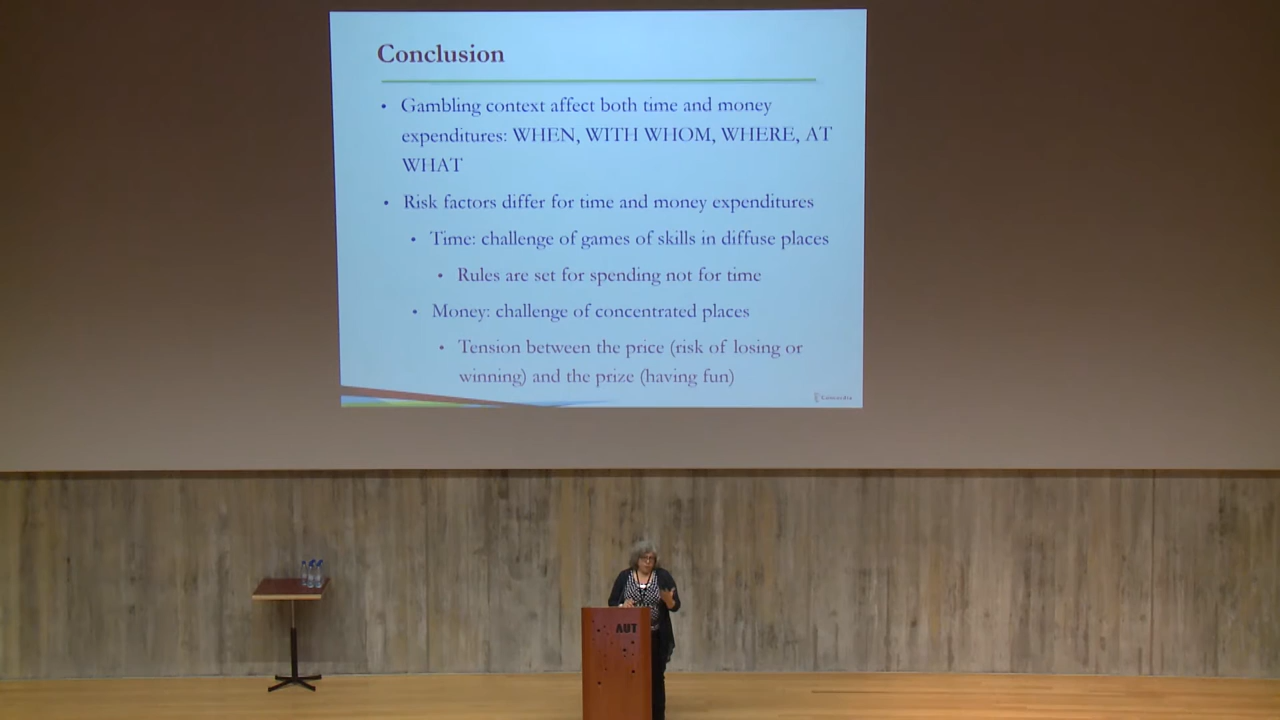 Conclusion
• Gambling context affect both time and money
expenditures: WHEN, WITH WHOM, WHERE, AT
WHAT
• Risk factors differ for time and money expenditures
• Time: challenge of games of skills in diffuse places
• Rules are set for spending not for time
• Money: challenge of concentrated places
• Tension between the price (risk of losing or
winning) and the prize (having fun)
Concordia
AUT